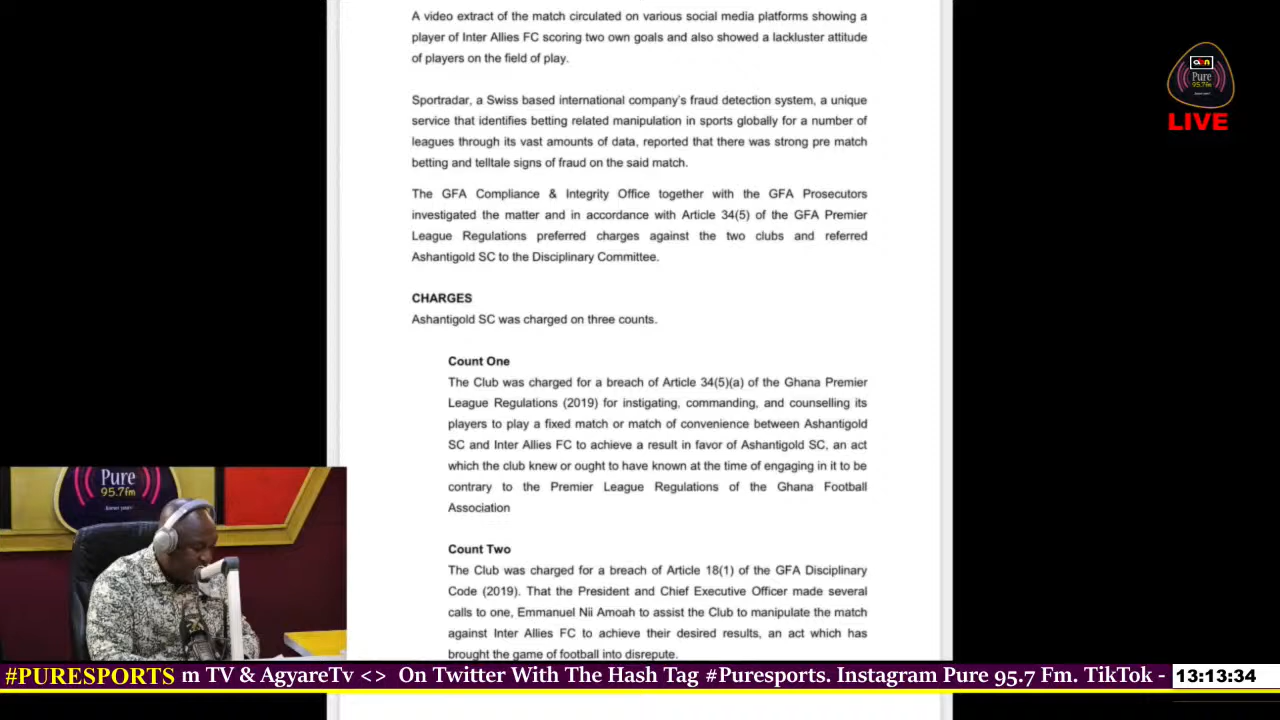 A video extract of the match circulated on various social media platforms showing a
player of Inter Allies FC scoring two own goals and also showed a lackluster attitude
of players on the field of play.
Sportradar, a Swiss based international company's fraud detection system, a unique
service that identifies betting related manipulation in sports globally for a number of
leagues through its vast amounts of data, reported that there was strong pre match
betting and telltale signs of fraud on the said match.
The GFA Compliance & Integrity Office together with the GFA Prosecutors
investigated the matter and in accordance with Article 34(5) of the GFA Premier
League Regulations preferred charges against the two clubs and referred
Ashantigold SC to the Disciplinary Committee.
CHARGES
Ashantigold SC was charged on three counts.
Count One
The Club was charged for a breach of Article 34(5)(a) of the Ghana Premier
League Regulations (2019) for instigating, commanding, and counselling its
players to play a fixed match or match of convenience between Ashantigold
SC and Inter Allies FC to achieve a result in favor of Ashantigold SC, an act
which the club knew or ought to have known at the time of engaging in it to be
contrary to the Premier League Regulations of the Ghana Football
Association
Count Two
The Club was charged for a breach of Article 18(1) of the GFA Disciplinary
Code (2019). That the President and Chief Executive Officer made several
calls to one, Emmanuel Nii Amoah to assist the Club to manipulate the match
against Inter Allies FC to achieve their desired results, an act which has
brought the game of football into disrepute.
Pure
95.7fm
LIVE
Pure
95.7fm
#PURESPORTS m TV & AgyareTv <> On Twitter With The Hash Tag #Puresports. Instagram Pure 95.7 Fm. TikTok - 13:13:34